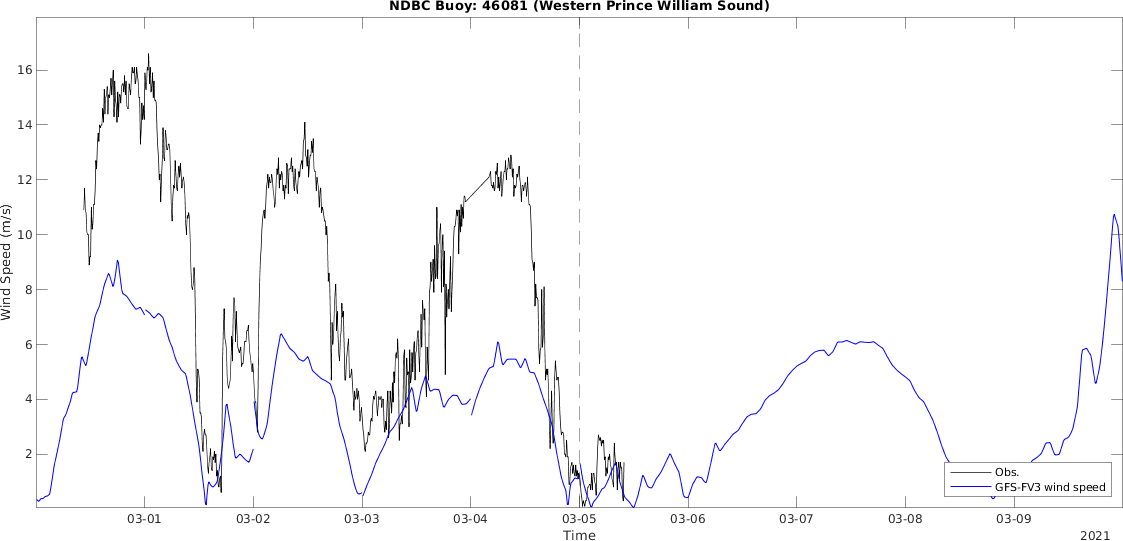 NDBC Buoy: 46081 (Western Prince William Sound)
Wind Speed (m/s)
16
14
12
10
8
6
4
2
Obs.
GFS-FV3 wind speed
03-01 03-02 03-03 03-04 03-05 03-06 03-07 03-08 03-09
Time
2021